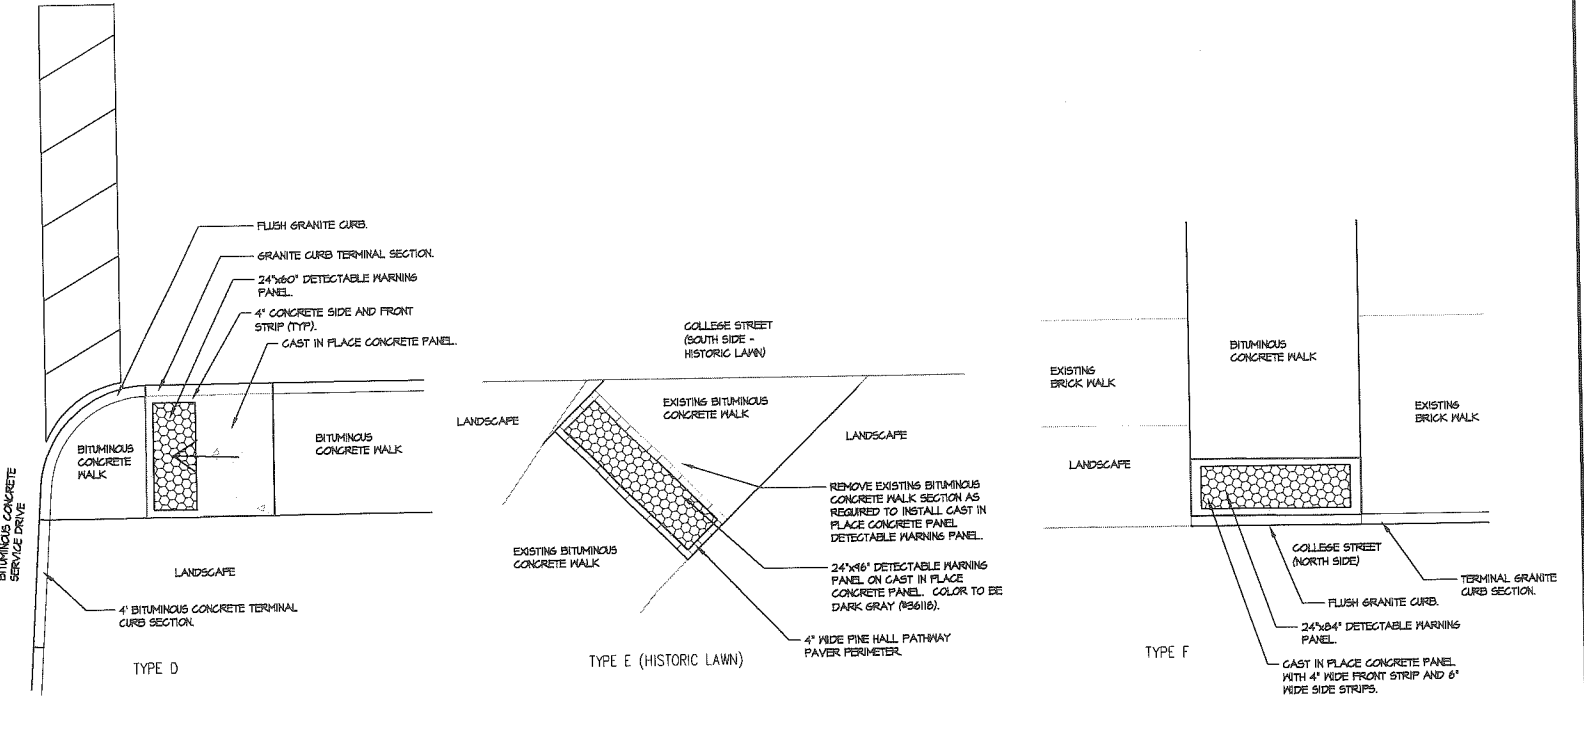 FLUSH GRANITE CURB.
GRANITE CURB TERMINAL SECTION.
24"x60" DETECTABLE WARNING
PANEL.
4" CONCRETE SIDE AND FRONT
STRIP (TYP).
CAST IN PLACE CONCRETE PANEL.
BITUMINOUS
CONCRETE
WALK
BITUMINOUS
CONCRETE WALK
BITUMINOUS CONCRETE
SERVICE DRIVE
LANDSCAPE
4' BITUMINOUS CONCRETE TERMINAL
CURB SECTION.
TYPE D
COLLEGE STREET
(SOUTH SIDE -
HISTORIC LAWN)
LANDSCAPE
EXISTING BITUMINOUS
CONCRETE WALK
LANDSCAPE
REMOVE EXISTING BITUMINOUS
CONCRETE WALK SECTION AS
REQUIRED TO INSTALL CAST IN
PLACE CONCRETE PANEL
DETECTABLE WARNING PANEL.
EXISTING BITUMINOUS
CONCRETE WALK
24"x96" DETECTABLE WARNING
PANEL ON CAST IN PLACE
CONCRETE PANEL. COLOR TO BE
DARK GRAY (#36118).
4" WIDE PINE HALL PATHWAY
PAVER PERIMETER
TYPE E (HISTORIC LAWN)
BITUMINOUS
CONCRETE WALK
EXISTING
BRICK WALK
EXISTING
BRICK WALK
LANDSCAPE
COLLEGE STREET
(NORTH SIDE)
TERMINAL GRANITE
CURB SECTION.
FLUSH GRANITE CURB.
24"x84" DETECTABLE WARNING
PANEL.
CAST IN PLACE CONCRETE PANEL
WITH 4" WIDE FRONT STRIP AND 6"
WIDE SIDE STRIPS.
TYPE F